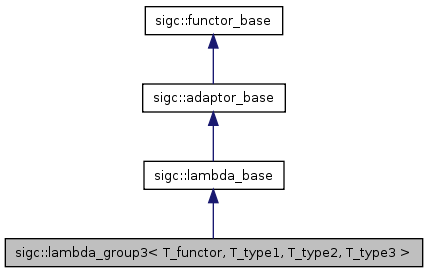 sigc::functor_base
sigc::adaptor_base
sigc::lambda_base
sigc::lambda_group3< T_functor, T_type1, T_type2, T_type3 >